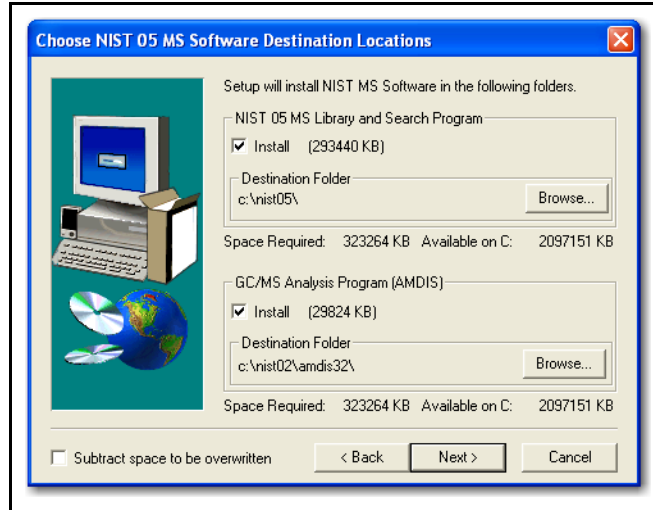 Choose NIST 05 MS Software Destination Locations
Setup will install NIST MS Software in the following folders.
NIST 05 MS Library and Search Program
Install (293440 KB)
Destination Folder
c:\nist05\
Browse...
Space Required: 323264 KB Available on C: 2097151 KB
GC/MS Analysis Program (AMDIS)
Install (29824 KB)
Destination Folder
c:\nist02\amdis32\
Browse...
Space Required: 323264 KB Available on C: 2097151 KB
Subtract space to be overwritten
< Back
Next >
Cancel